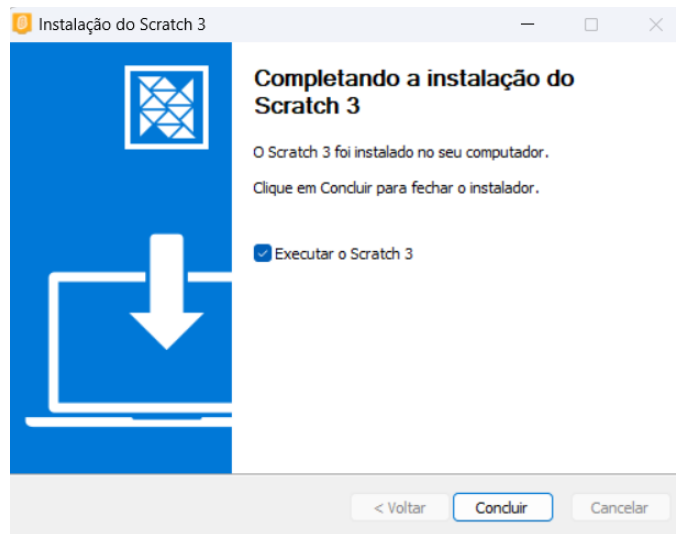 Instalação do Scratch 3
Completando a instalação do
Scratch 3
O Scratch 3 foi instalado no seu computador.
Clique em Concluir para fechar o instalador.
Executar o Scratch 3
< Voltar
Concluir
Cancelar